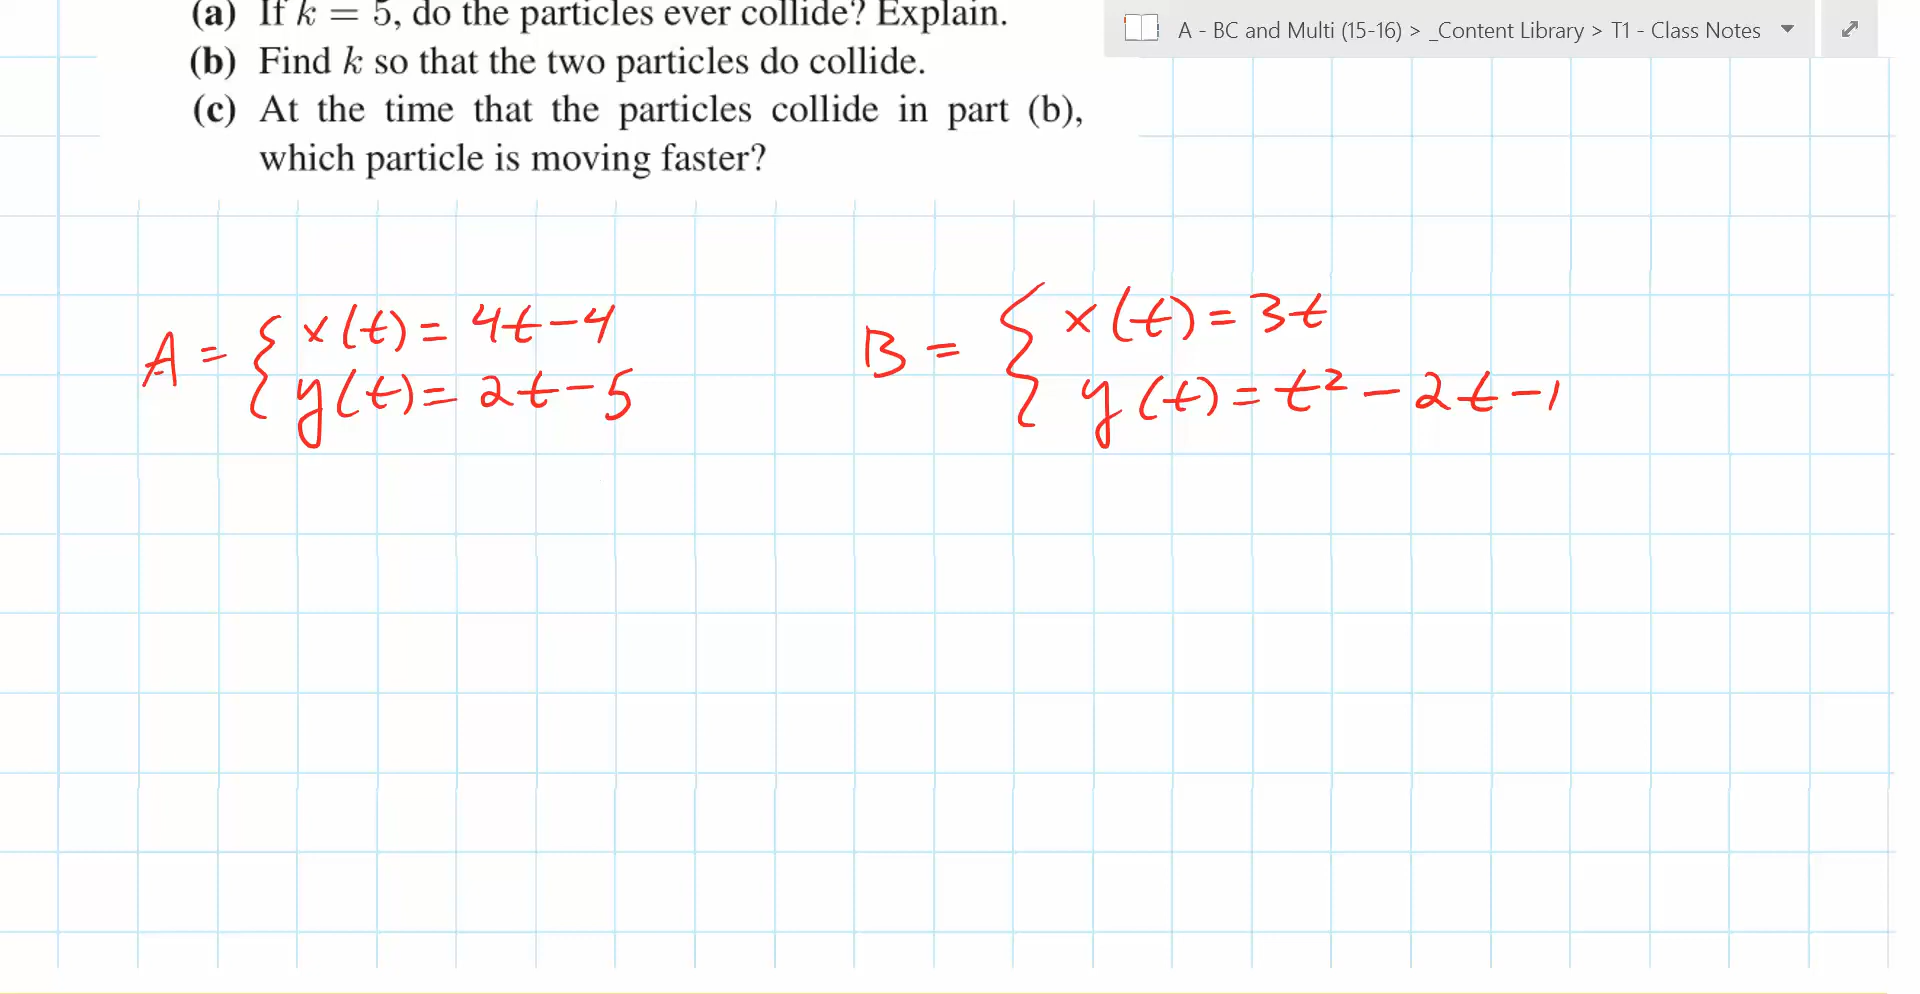 (a) If k = 5, do the particles ever collide? Explain.
A - BC and Multi (15-16) > _Content Library > T1 - Class Notes
(b) Find k so that the two particles do collide.
(c) At the time that the particles collide in part (b),
which particle is moving faster?
A = { x(t) = 4t - 4
y(t) = 2t - 5
B = { x(t) = 3t
y(t) = t² - 2t - 1